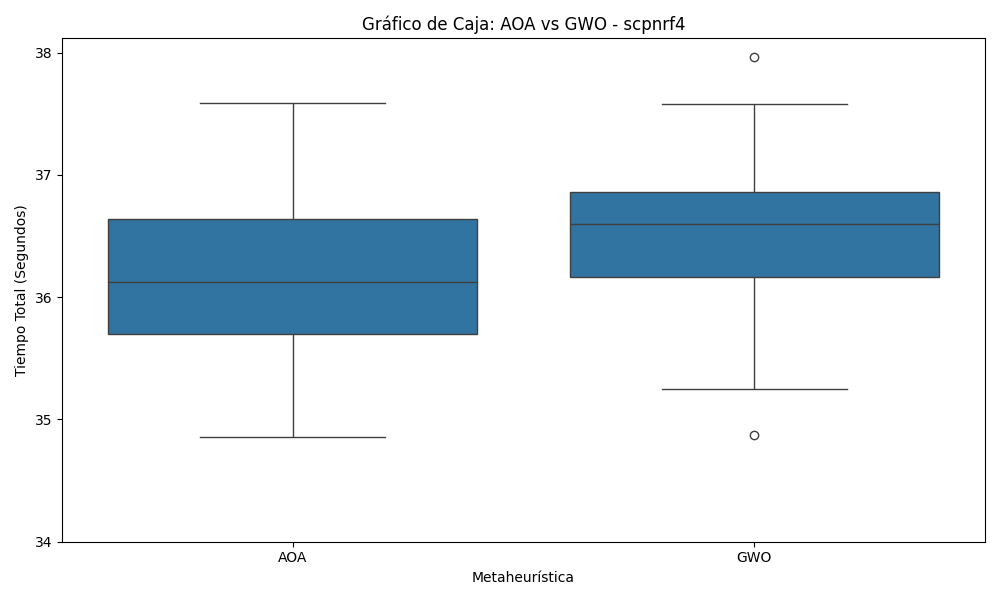 Gráfico de Caja: AOA vs GWO - scpnrf4
Tiempo Total (Segundos)
38
37
36
35
34
AOA
GWO
Metaheurística